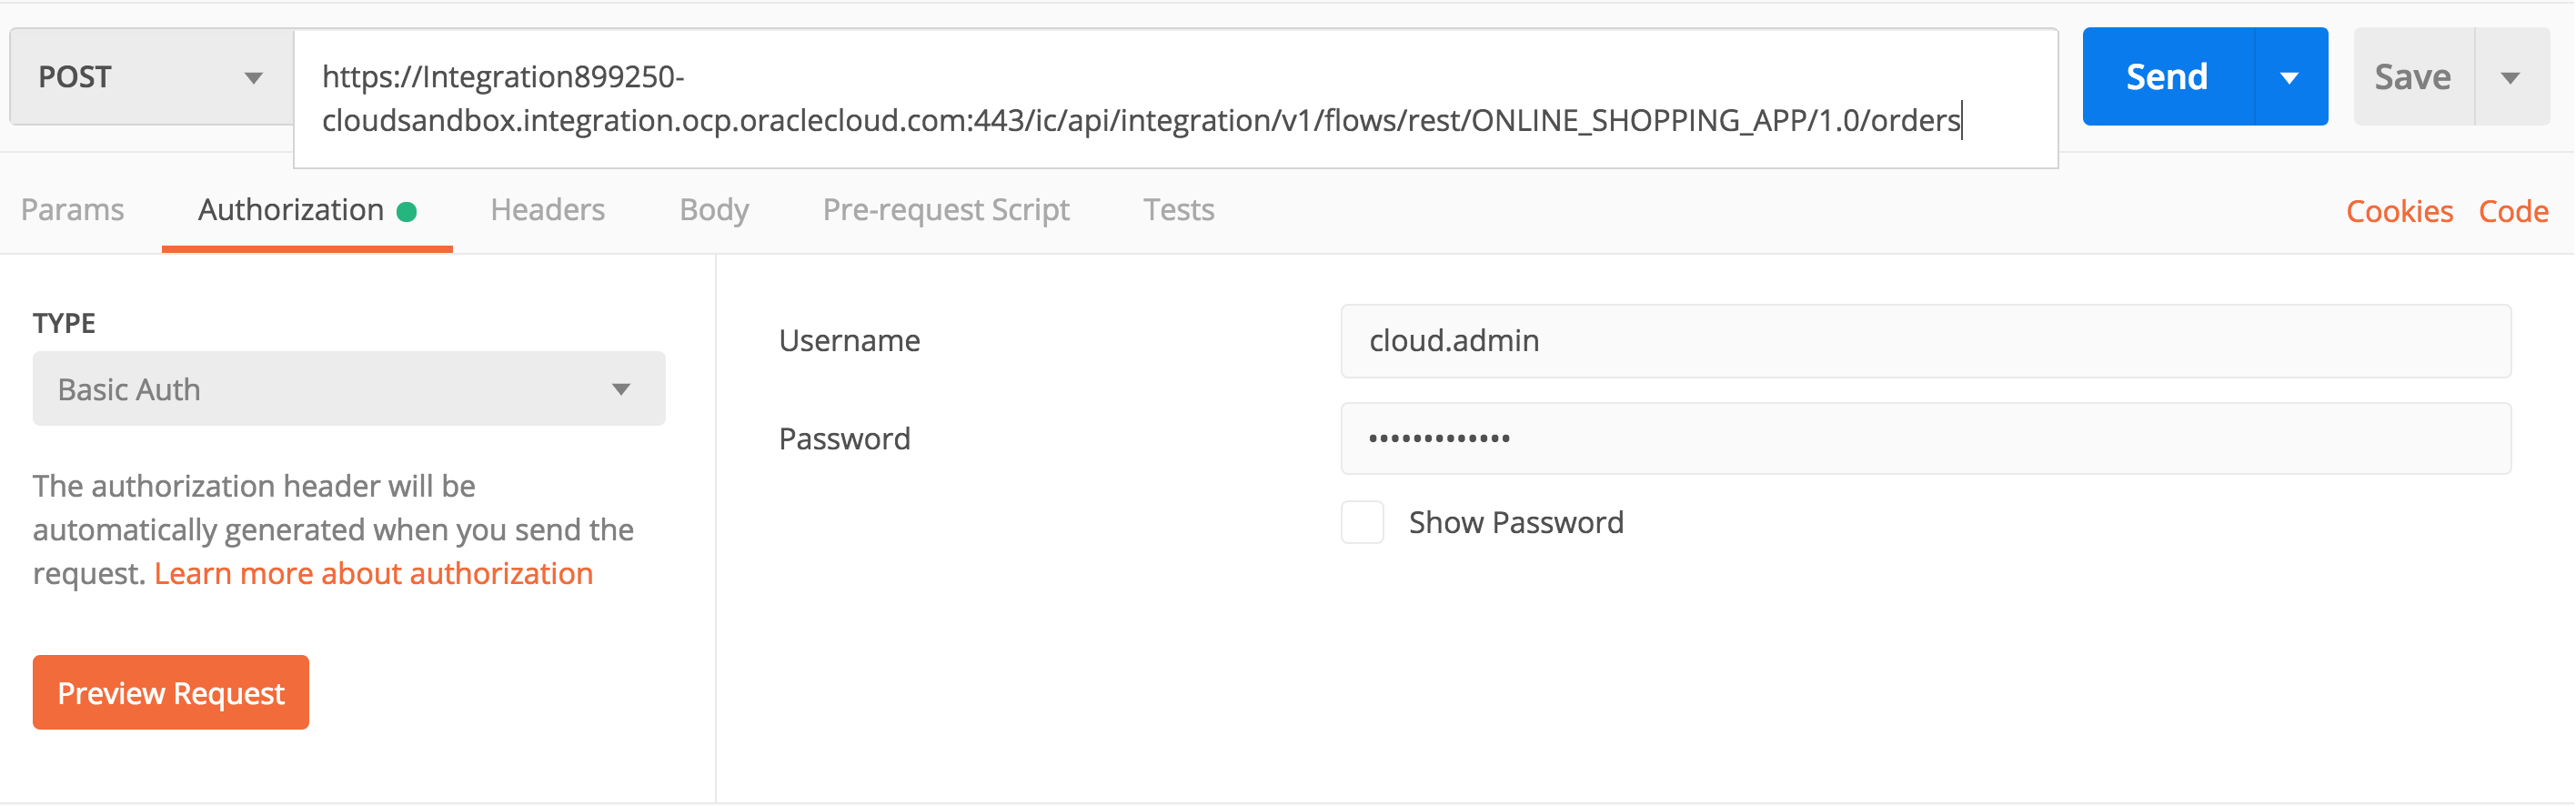 POST
https://Integration899250-
cloudsandbox.integration.ocp.oraclecloud.com:443/ic/api/integration/v1/flows/rest/ONLINE_SHOPPING_APP/1.0/orders
Send
Save
Params
Authorization
Headers
Body
Pre-request Script
Tests
Cookies
Code
TYPE
Basic Auth
The authorization header will be
automatically generated when you send the
request. Learn more about authorization
Preview Request
Username
cloud.admin
Password
•••••••••••••
Show Password